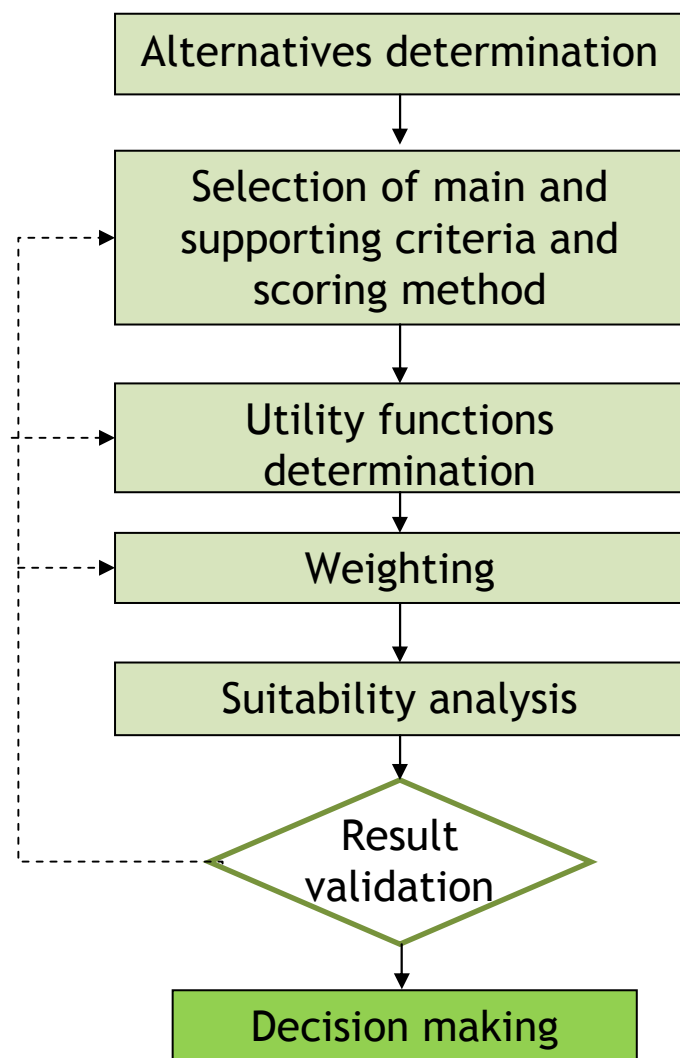 Alternatives determination
Selection of main and
supporting criteria and
scoring method
Utility functions
determination
Weighting
Suitability analysis
Result
validation
Decision making